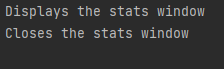 Displays the stats window
Closes the stats window